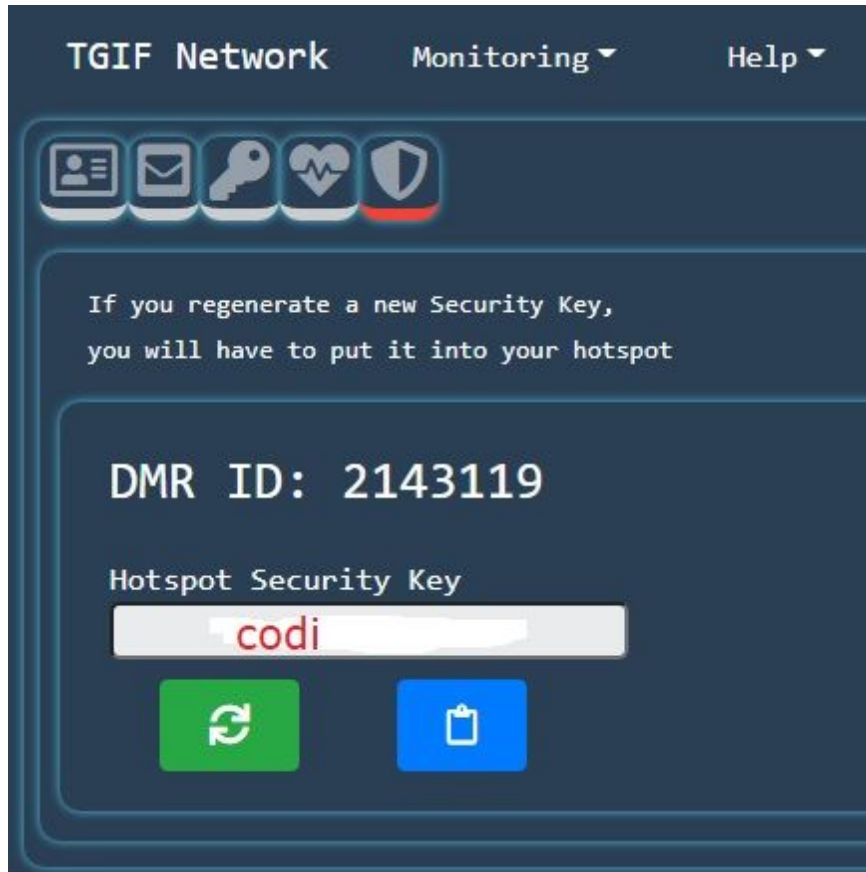 TGIF Network Monitoring Help
If you regenerate a new Security Key,
you will have to put it into your hotspot
DMR ID: 2143119
Hotspot Security Key
codi